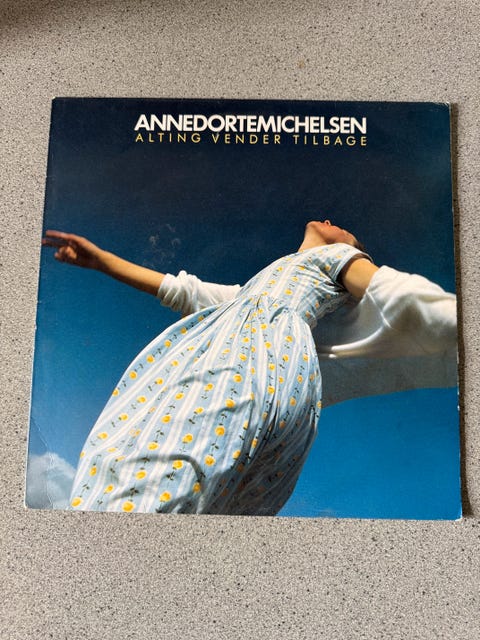 ANNEDORTEMICHELSEN
ALTING VENDER TILBAGE